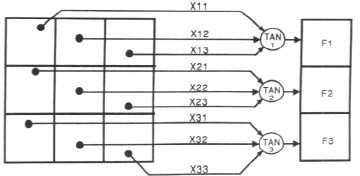 X11
X12
X13
TAN 1
F1
X21
X22
X23
TAN 2
F2
X31
X32
X33
TAN 3
F3